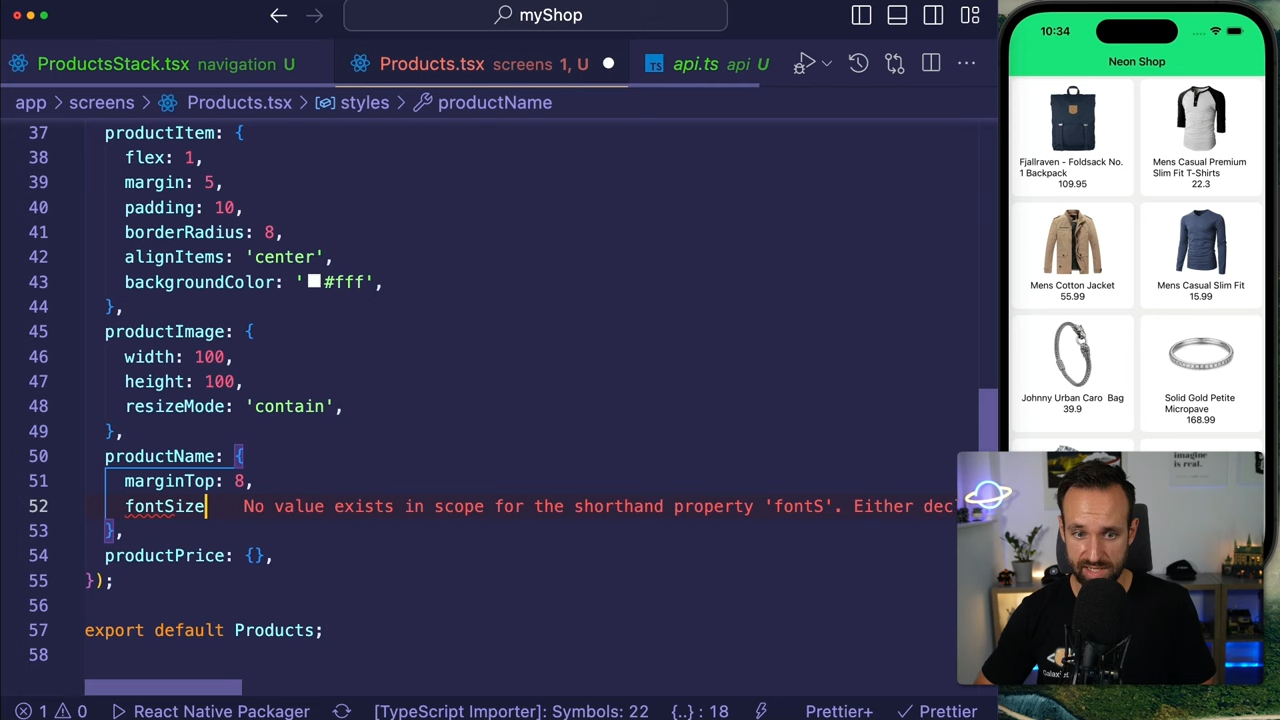 myShop
ProductsStack.tsx navigation U
Products.tsx screens 1, U
TS api.ts api U
app > screens > Products.tsx > styles > productName
37 productItem: {
38 flex: 1,
39 margin: 5,
40 padding: 10,
41 borderRadius: 8,
42 alignItems: 'center',
43 backgroundColor: '#fff',
44 },
45 productImage: {
46 width: 100,
47 height: 100,
48 resizeMode: 'contain',
49 },
50 productName: {
51 marginTop: 8,
52 fontSize No value exists in scope for the shorthand property 'fontS'. Either dec
53 },
54 productPrice: {},
55 });
56
57 export default Products;
58
1 0 React Native Packager [TypeScript Importer]: Symbols: 22 {..} : 18 Prettier+ Prettier
10:34
Neon Shop
Fjallraven - Foldsack No.
1 Backpack
109.95
Mens Casual Premium
Slim Fit T-Shirts
22.3
Mens Cotton Jacket
55.99
Mens Casual Slim Fit
15.99
Johnny Urban Caro Bag
39.9
Solid Gold Petite
Micropave
168.99
imagine
is real.